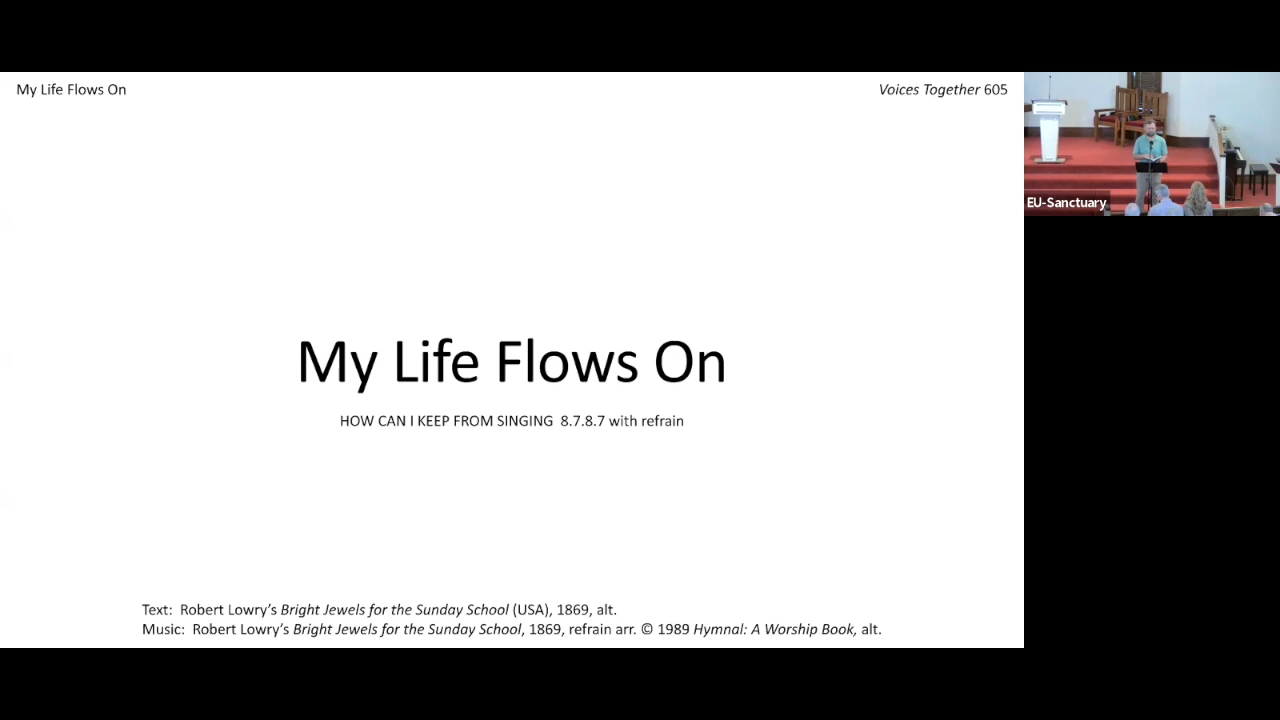 My Life Flows On
Voices Together 605
EU-Sanctuary
My Life Flows On
HOW CAN I KEEP FROM SINGING 8.7.8.7 with refrain
Text: Robert Lowry’s Bright Jewels for the Sunday School (USA), 1869, alt.
Music: Robert Lowry’s Bright Jewels for the Sunday School, 1869, refrain arr. © 1989 Hymnal: A Worship Book, alt.